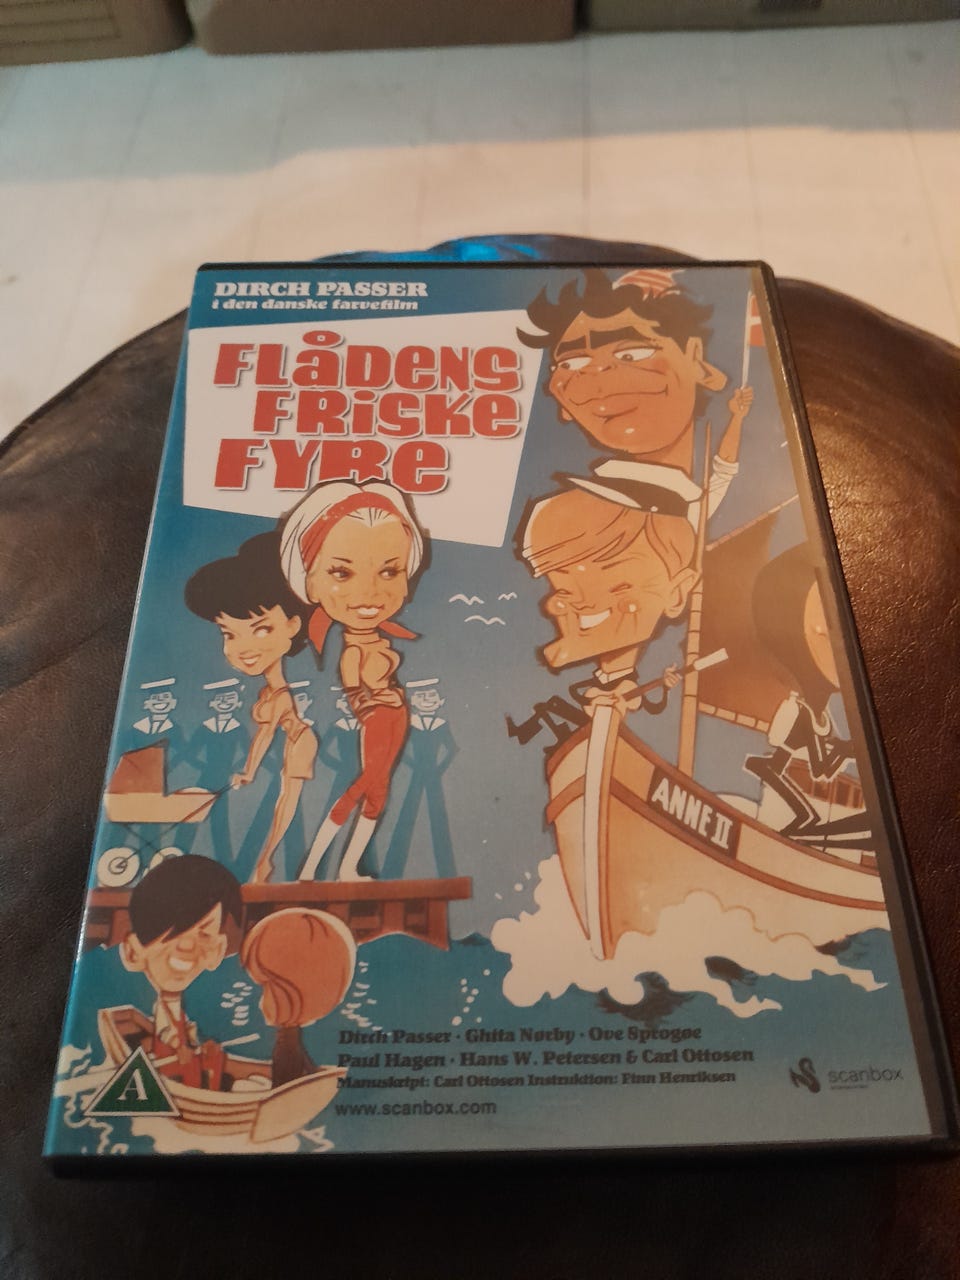 DIRCH PASSER
i den danske farvefilm
FLÅDENS
FRISKE
FYRE
ANNE II
Dirch Passer · Ghita Nørby · Ove Sprogøe
Paul Hagen · Hans W. Petersen & Carl Ottosen
Manuskript: Carl Ottosen Instruktion: Finn Henriksen
www.scanbox.com
scanbox
A